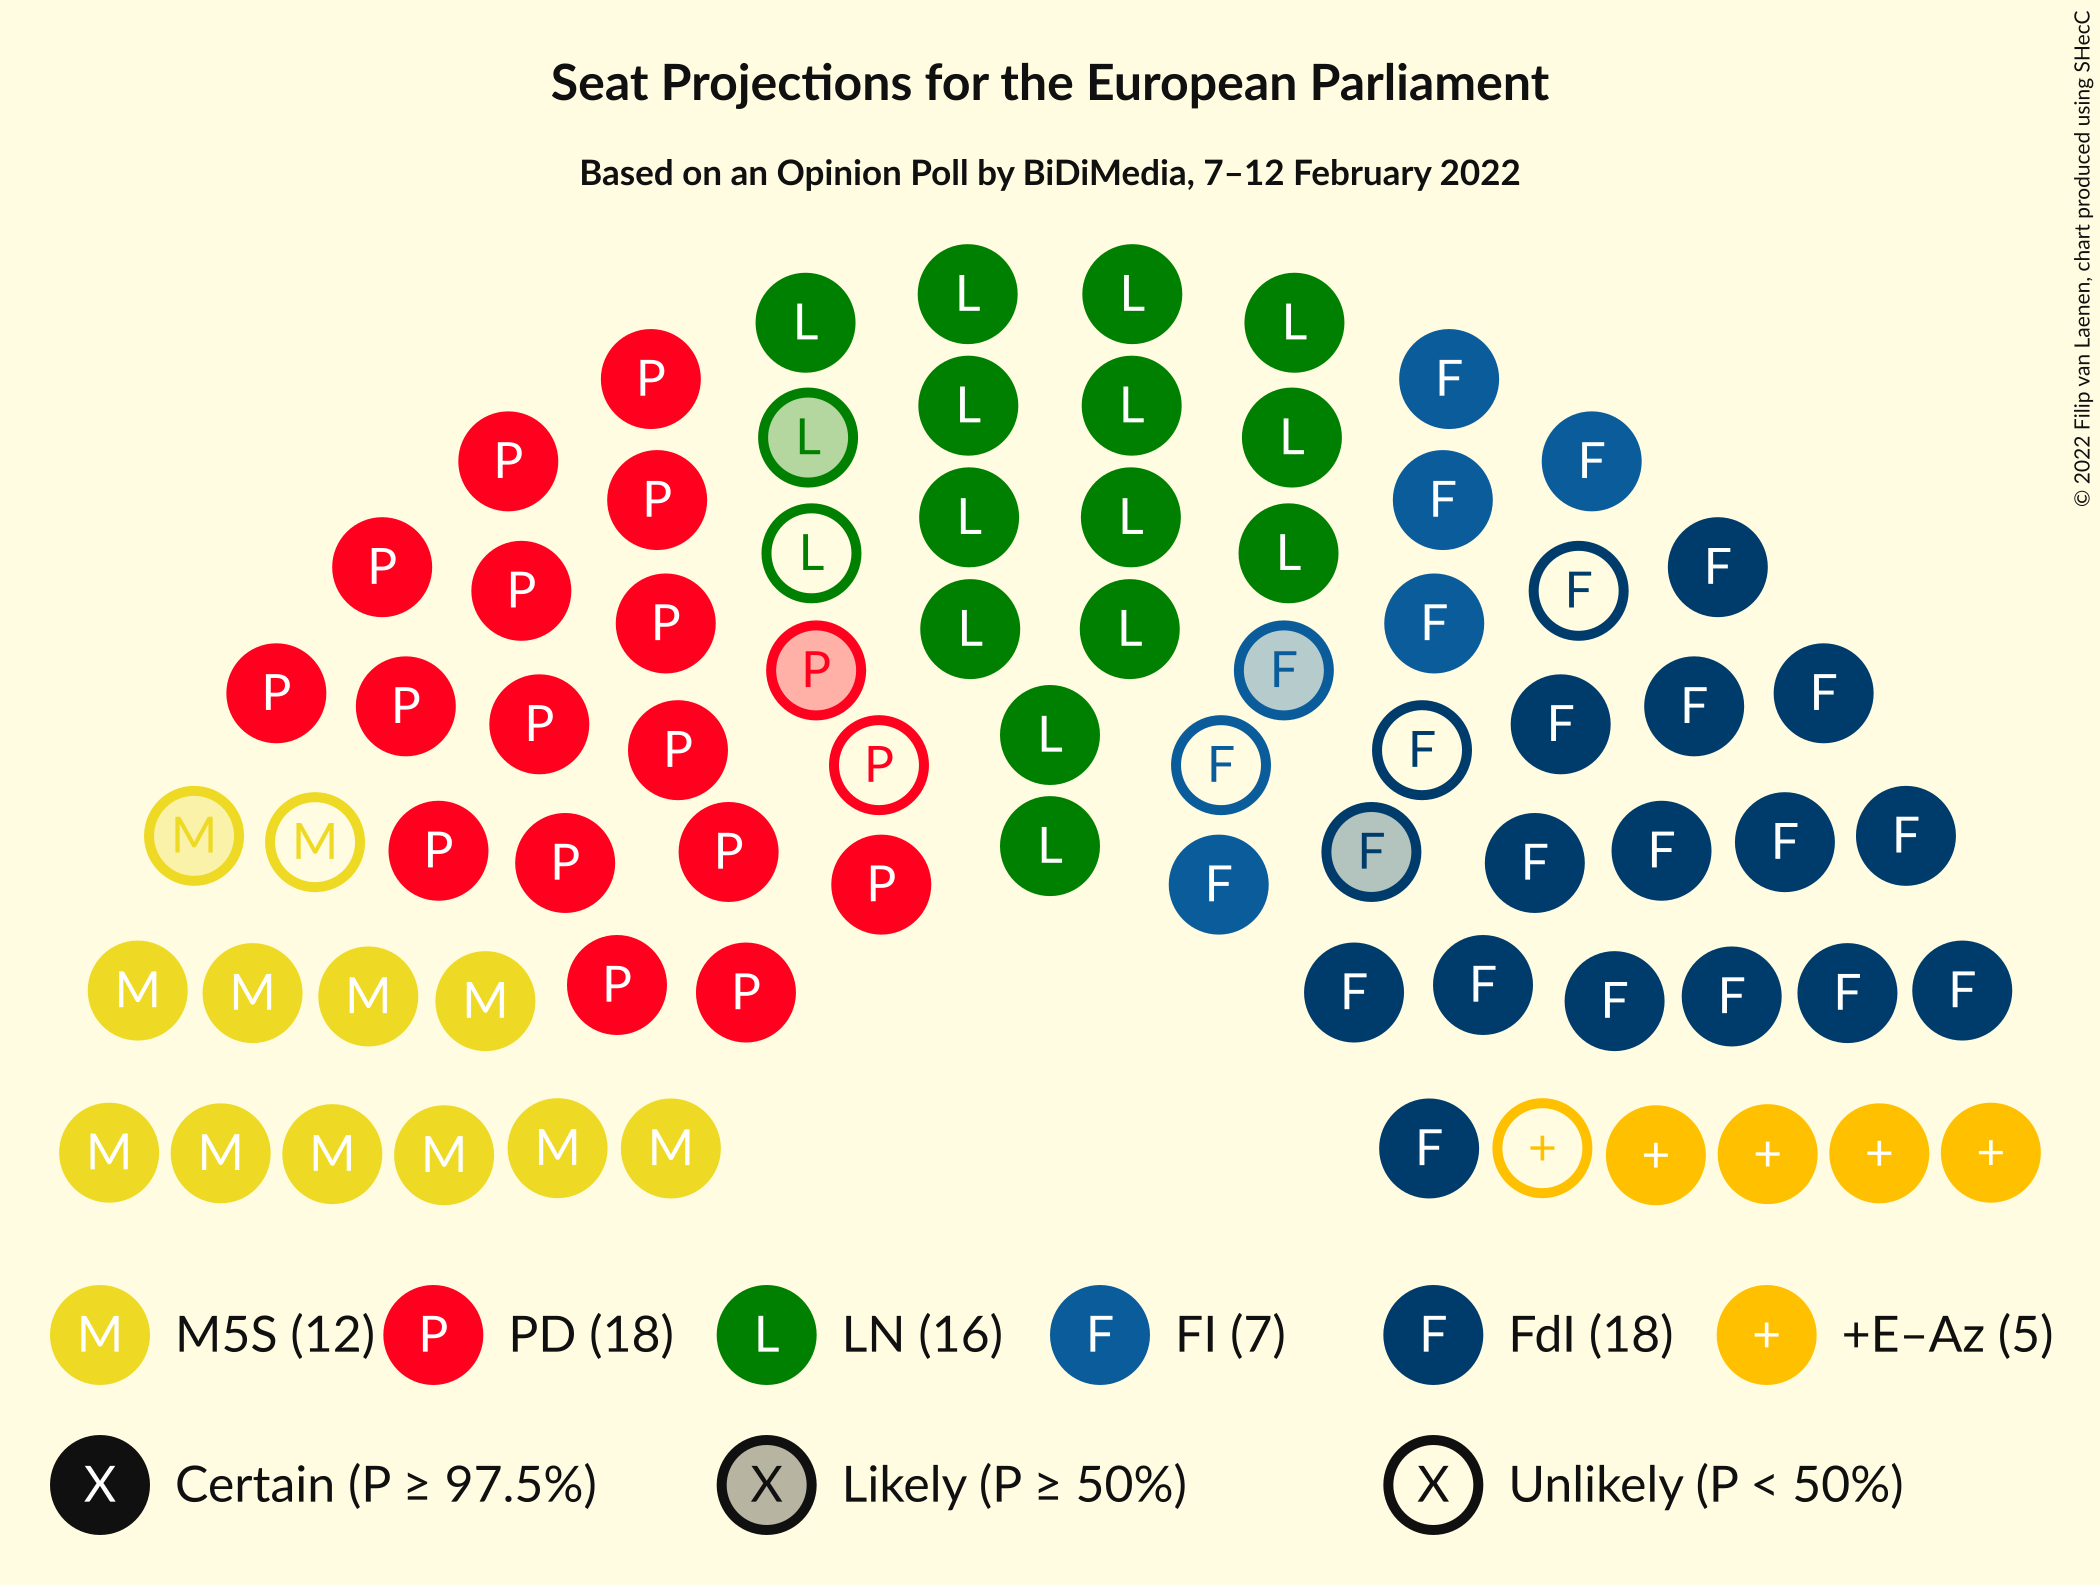 Seat Projections for the European Parliament
Based on an Opinion Poll by BiDiMedia, 7–12 February 2022
© 2022 Filip van Laenen, chart produced using SHecC
L L
L L
P F
L L
L L
P F
P F
P L L F
L L
L F
P F
P F F
P F
L L
P F
P P F F
P P F F
L
P F
M M F F
P P F F
P P F F
L
P F
M M M M P P F F F F F F
M M M M M M F + + + + +
M M5S (12) P PD (18) L LN (16) F FI (7) F FdI (18) + +E–Az (5)
X Certain (P ≥ 97.5%) X Likely (P ≥ 50%) X Unlikely (P < 50%)